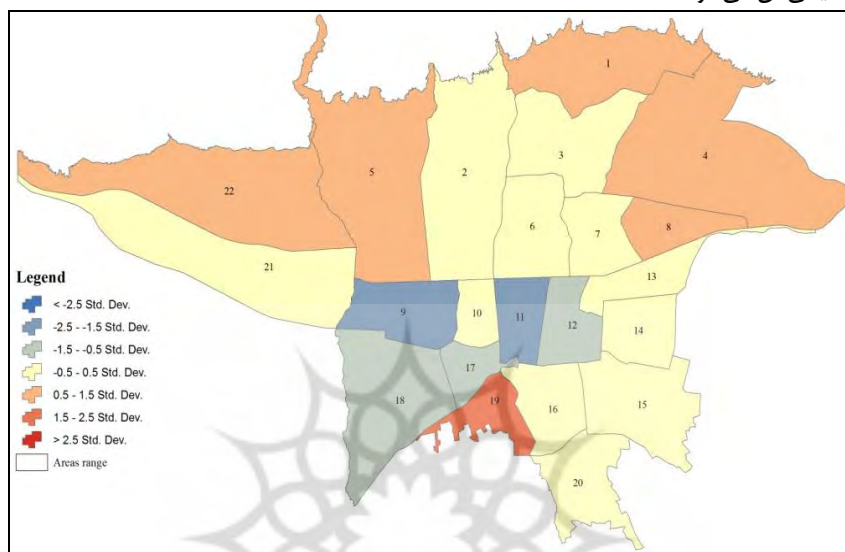 1
3
4
2
5
22
6
7
8
21
13
Legend
< -2.5 Std. Dev.
-2.5 - -1.5 Std. Dev.
-1.5 - -0.5 Std. Dev.
-0.5 - 0.5 Std. Dev.
0.5 - 1.5 Std. Dev.
1.5 - 2.5 Std. Dev.
> 2.5 Std. Dev.
Areas range
9
10
11
12
14
17
18
19
16
15
20